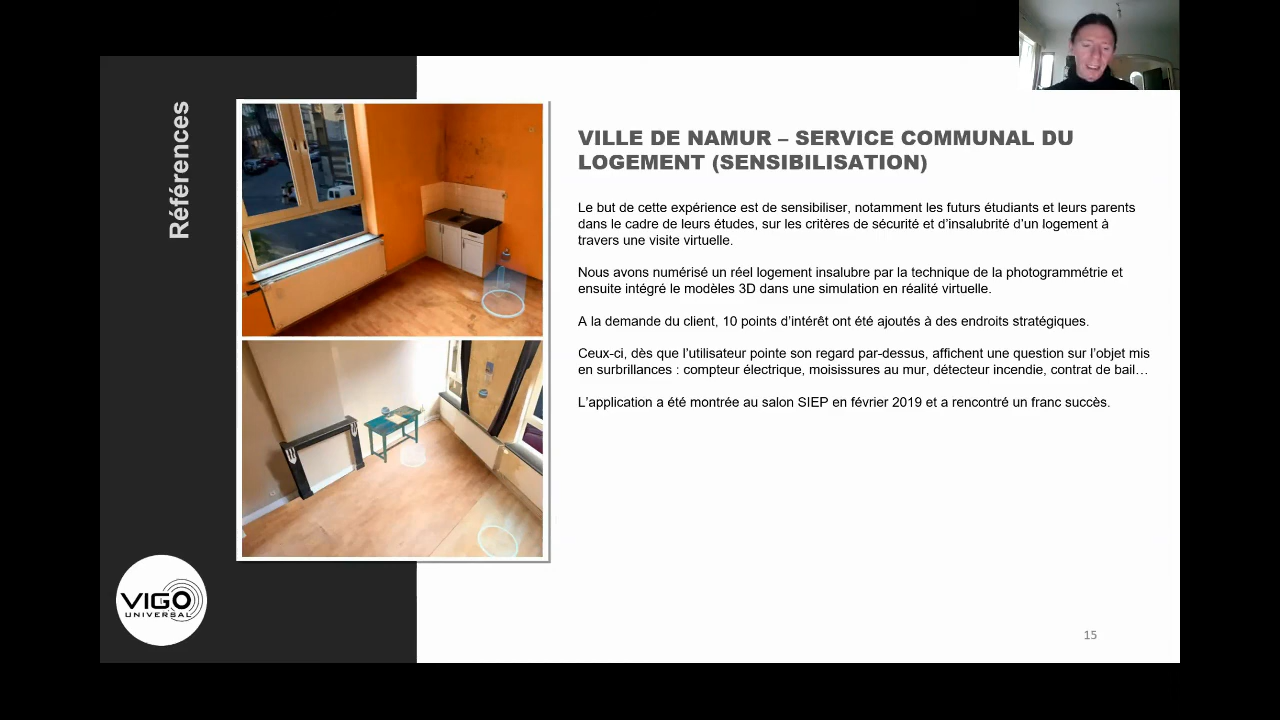 Références
VILLE DE NAMUR – SERVICE COMMUNAL DU
LOGEMENT (SENSIBILISATION)
Le but de cette expérience est de sensibiliser, notamment les futurs étudiants et leurs parents
dans le cadre de leurs études, sur les critères de sécurité et d’insalubrité d’un logement à
travers une visite virtuelle.
Nous avons numérisé un réel logement insalubre par la technique de la photogrammétrie et
ensuite intégré le modèles 3D dans une simulation en réalité virtuelle.
A la demande du client, 10 points d’intérêt ont été ajoutés à des endroits stratégiques.
Ceux-ci, dès que l’utilisateur pointe son regard par-dessus, affichent une question sur l’objet mis
en surbrillances : compteur électrique, moisissures au mur, détecteur incendie, contrat de bail…
L’application a été montrée au salon SIEP en février 2019 et a rencontré un franc succès.
VIGO
UNIVERSAL
15